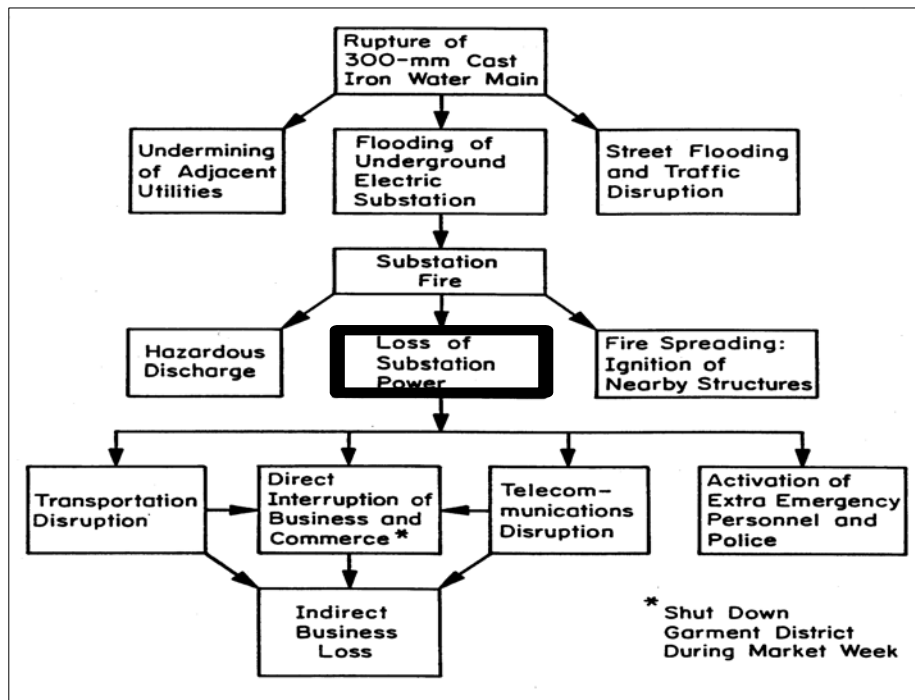 Rupture of
300-mm Cast
Iron Water Main
Undermining
of Adjacent
Utilities
Flooding of
Underground
Electric
Substation
Street Flooding
and Traffic
Disruption
Substation
Fire
Hazardous
Discharge
Loss of
Substation
Power
Fire Spreading:
Ignition of
Nearby Structures
Transportation
Disruption
Direct
Interruption of
Business and
Commerce *
Telecom-
munications
Disruption
Activation of
Extra Emergency
Personnel and
Police
Indirect
Business
Loss
* Shut Down
Garment District
During Market Week